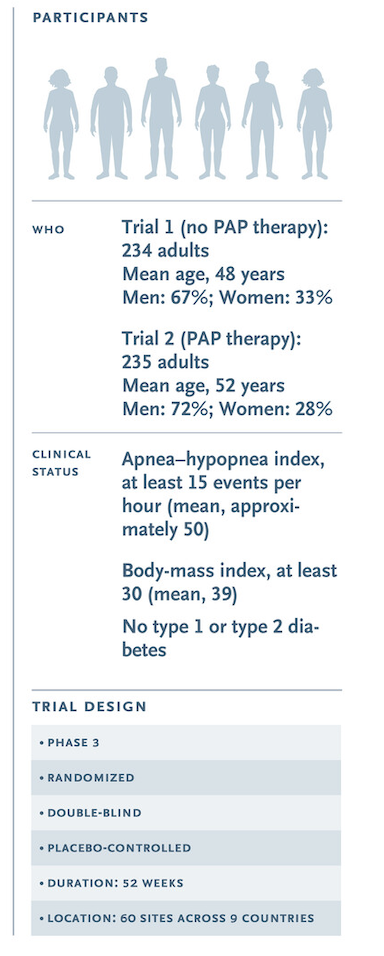 PARTICIPANTS
WHO
Trial 1 (no PAP therapy):
234 adults
Mean age, 48 years
Men: 67%; Women: 33%
Trial 2 (PAP therapy):
235 adults
Mean age, 52 years
Men: 72%; Women: 28%
CLINICAL
STATUS
Apnea–hypopnea index,
at least 15 events per
hour (mean, approxi-
mately 50)
Body-mass index, at least
30 (mean, 39)
No type 1 or type 2 dia-
betes
TRIAL DESIGN
• PHASE 3
• RANDOMIZED
• DOUBLE-BLIND
• PLACEBO-CONTROLLED
• DURATION: 52 WEEKS
• LOCATION: 60 SITES ACROSS 9 COUNTRIES